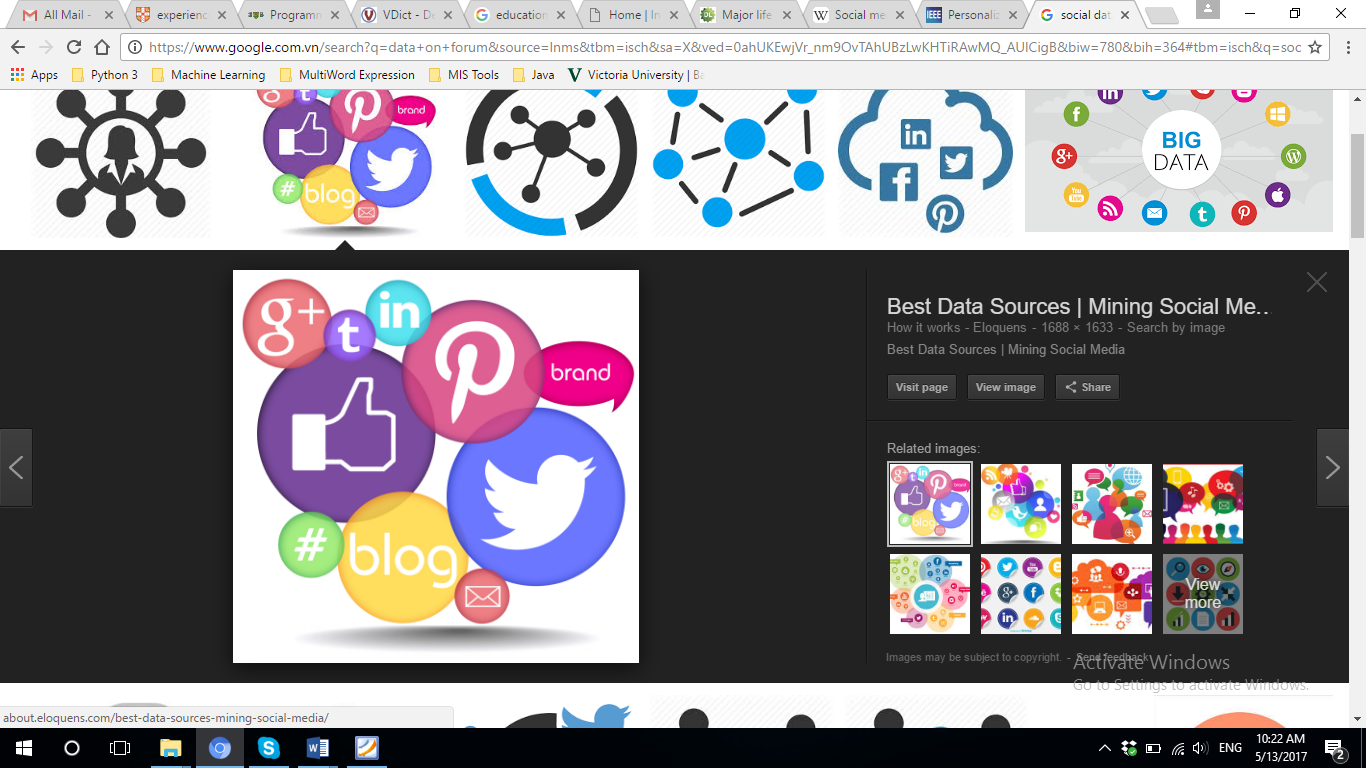 All Mail -
experienc
Programm
VDict - De
education
Home | In
Major life
Social me
Personaliz
social dat
https://www.google.com.vn/search?q=data+on+forum&source=lnms&tbm=isch&sa=X&ved=0ahUKEwjVr_nm9OvTAhUBzLwKHTiRAwMQ_AUICigB&biw=780&bih=364#tbm=isch&q=soc
Apps
Python 3
Machine Learning
MultiWord Expression
MIS Tools
Java
Victoria University | Ba
g+
t
brand
#
blog
in
f
in
f
g+
You
Tube
t
BIG
DATA
g+
t
in
brand
#
blog
Best Data Sources | Mining Social Me...
How it works - Eloquens - 1688 × 1633 - Search by image
Best Data Sources | Mining Social Media
Visit page
View image
Share
Related images:
View
more
Images may be subject to copyright. - Send feedback
Activate Windows
Go to Settings to activate Windows.
about.eloquens.com/best-data-sources-mining-social-media/
ENG
10:22 AM
5/13/2017
2